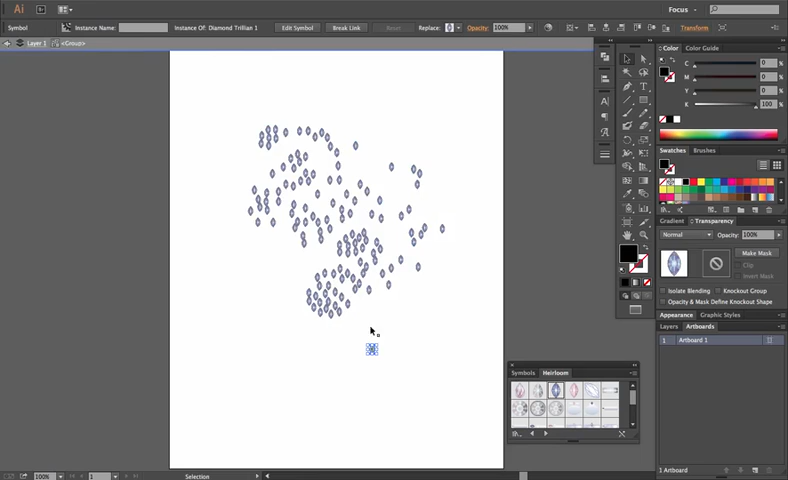 Ai
Focus
Symbol
Instance Name:
Instance Of: Diamond Trillian 1
Edit Symbol
Break Link
Reset
Replace:
Opacity: 100%
Transform
Layer 1
<Group>
Color
Color Guide
C 0 %
M 0 %
Y 0 %
K 100 %
Swatches
Brushes
Gradient
Transparency
Normal
Opacity: 100%
Make Mask
Clip
Invert Mask
Isolate Blending
Knockout Group
Opacity & Mask Define Knockout Shape
Appearance
Graphic Styles
Layers
Artboards
1 Artboard 1
Symbols
Heirloom
100%
1
Selection
1 Artboard